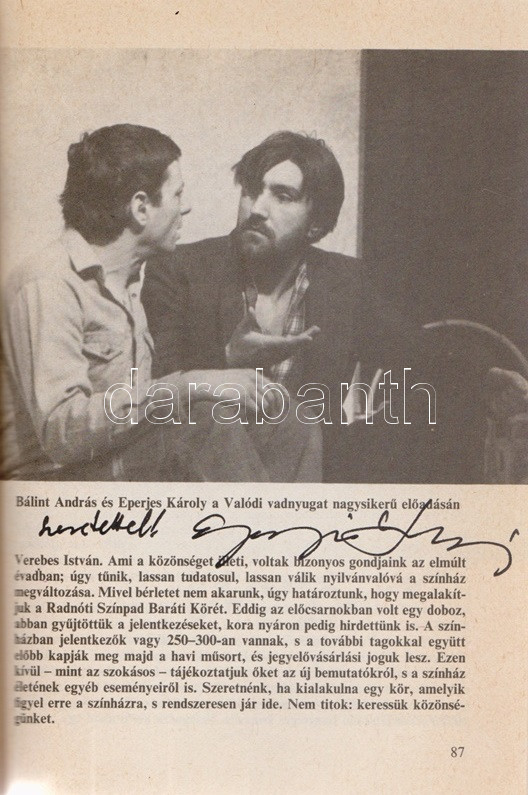 darabanth
Bálint András és Eperjes Károly a Valódi vadnyugat nagysikerű előadásán
szeretettel!
Verebes István. Ami a közönséget illeti, voltak bizonyos gondjaink az elmúlt
évadban; úgy tűnik, lassan tudatosul, lassan válik nyilvánvalóvá a színház
megváltozása. Mivel bérletet nem akarunk, úgy határoztunk, hogy megalakít-
juk a Radnóti Színpad Baráti Körét. Eddig az előcsarnokban volt egy doboz,
abban gyűjtöttük a jelentkezéseket, kora nyáron pedig hirdettünk is. A szín-
házban jelentkezők vagy 250–300-an vannak, s a további tagokkal együtt
előbb kapják meg majd a havi műsort, és jegyelővásárlási joguk lesz. Ezen
kívül – mint az szokásos – tájékoztatjuk őket az új bemutatókról, s a színház
életének egyéb eseményeiről is. Szeretnénk, ha kialakulna egy kör, amelyik
figyel erre a színházra, s rendszeresen jár ide. Nem titok: keressük közönsé-
günket.
87